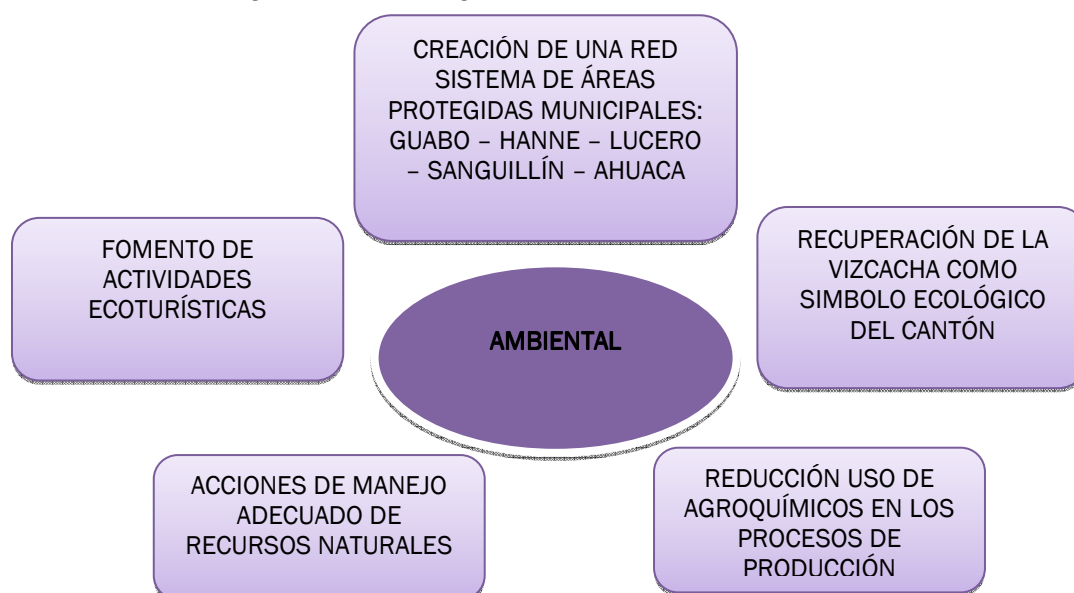 CREACIÓN DE UNA RED
SISTEMA DE ÁREAS
PROTEGIDAS MUNICIPALES:
GUABO – HANNE – LUCERO
– SANGUILLÍN – AHUACA
FOMENTO DE
ACTIVIDADES
ECOTURÍSTICAS
RECUPERACIÓN DE LA
VIZCACHA COMO
SIMBOLO ECOLÓGICO
DEL CANTÓN
AMBIENTAL
ACCIONES DE MANEJO
ADECUADO DE
RECURSOS NATURALES
REDUCCIÓN USO DE
AGROQUÍMICOS EN LOS
PROCESOS DE
PRODUCCIÓN